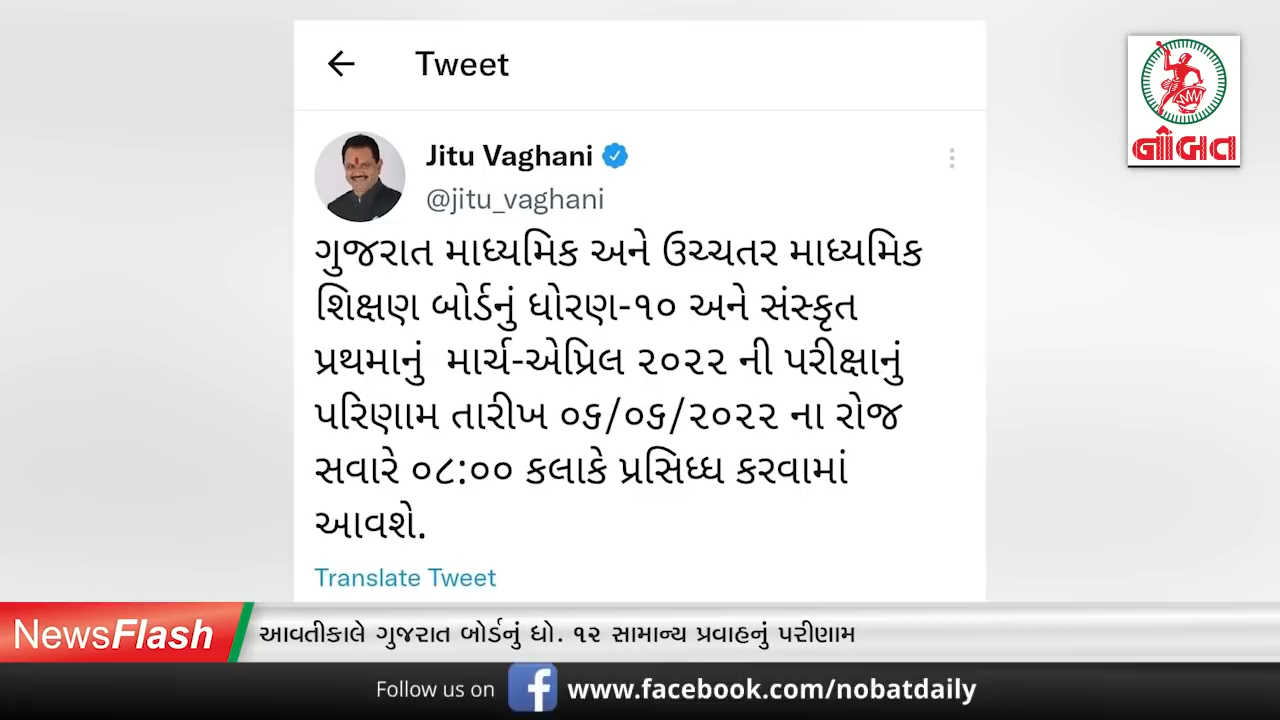 Tweet
Jitu Vaghani
@jitu_vaghani
ગુજરાત માધ્યમિક અને ઉચ્ચતર માધ્યમિક
શિક્ષણ બોર્ડનું ધોરણ-૧૦ અને સંસ્કૃત
પ્રથમાનું માર્ચ-એપ્રિલ ૨૦૨૨ ની પરીક્ષાનું
પરિણામ તારીખ ૦૬/૦૬/૨૦૨૨ ના રોજ
સવારે ૦૮:૦૦ કલાકે પ્રસિધ્ધ કરવામાં
આવશે.
Translate Tweet
નોબત
NewsFlash
આવતીકાલે ગુજરાત બોર્ડનું ધો. ૧૨ સામાન્ય પ્રવાહનું પરીણામ
Follow us on
www.facebook.com/nobatdaily